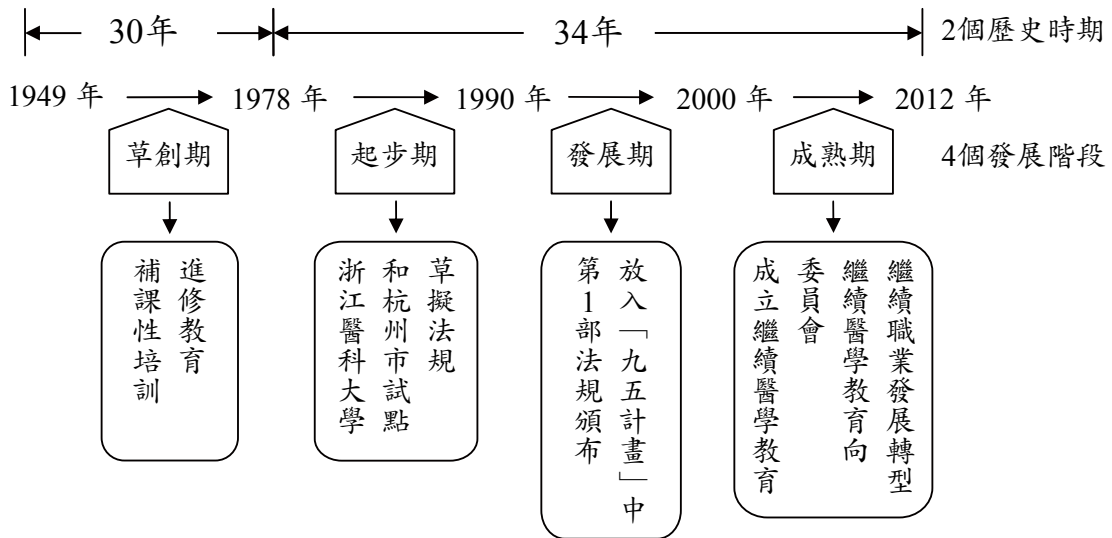 30年
34年
2個歷史時期
1949 年
1978 年
1990 年
2000 年
2012 年
草創期
起步期
發展期
成熟期
4個發展階段
補課性培訓
進修教育
浙江醫科大學
和杭州市試點
草擬法規
第1部法規頒布
放入「九五計畫」中
成立繼續醫學教育
委員會
繼續醫學教育向
繼續職業發展轉型